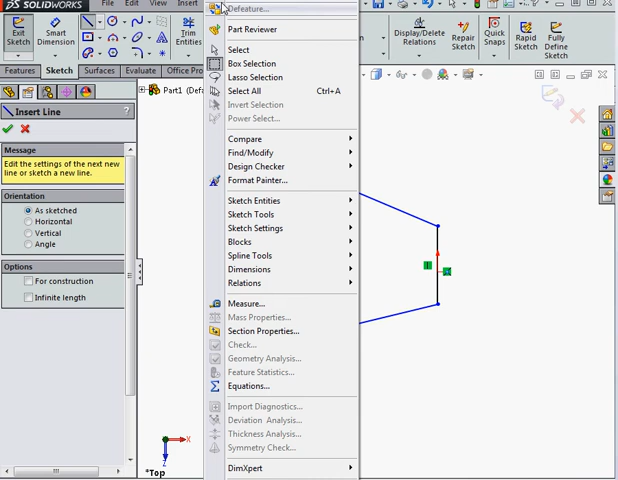 SOLIDWORKS
File
Edit
View
Insert
Exit Sketch
Smart Dimension
Trim Entities
Display/Delete Relations
Repair Sketch
Quick Snaps
Rapid Sketch
Fully Define Sketch
Features
Sketch
Surfaces
Evaluate
Office Pro
Part1 (Defa
Insert Line
?
Message
Edit the settings of the next new
line or sketch a new line.
Orientation
As sketched
Horizontal
Vertical
Angle
Options
For construction
Infinite length
Defeature...
Part Reviewer
Select
Box Selection
Lasso Selection
Select All Ctrl+A
Invert Selection
Power Select...
Compare
Find/Modify
Design Checker
Format Painter...
Sketch Entities
Sketch Tools
Sketch Settings
Blocks
Spline Tools
Dimensions
Relations
Measure...
Mass Properties...
Section Properties...
Check...
Geometry Analysis...
Feature Statistics...
Equations...
Import Diagnostics...
Deviation Analysis...
Thickness Analysis...
Symmetry Check...
DimXpert
X
Z
*Top